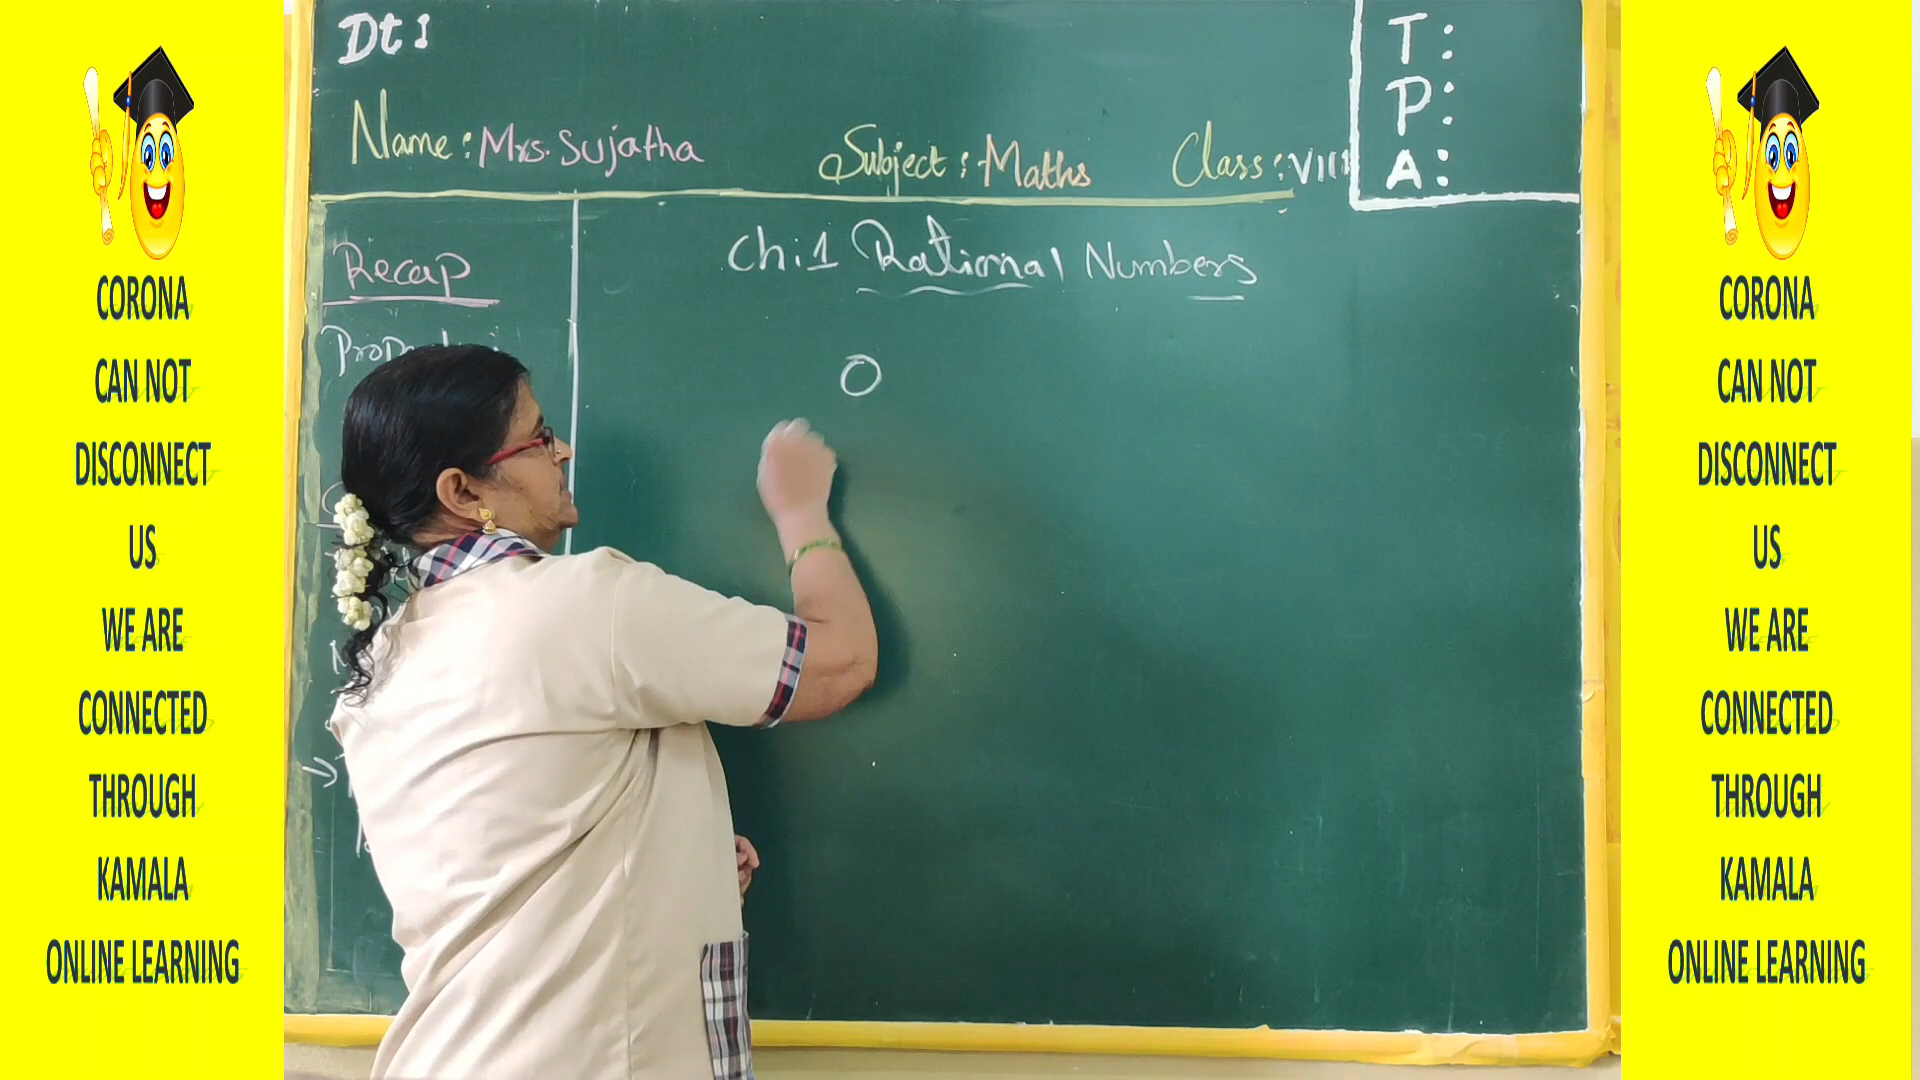 CORONA
CAN NOT
DISCONNECT
US
WE ARE
CONNECTED
THROUGH
KAMALA
ONLINE LEARNING
Dt:
Name: Mrs. Sujatha Subject: Maths Class: VIII
T:
P:
A:
Recap
Ch:1 Rational Numbers
0
CORONA
CAN NOT
DISCONNECT
US
WE ARE
CONNECTED
THROUGH
KAMALA
ONLINE LEARNING